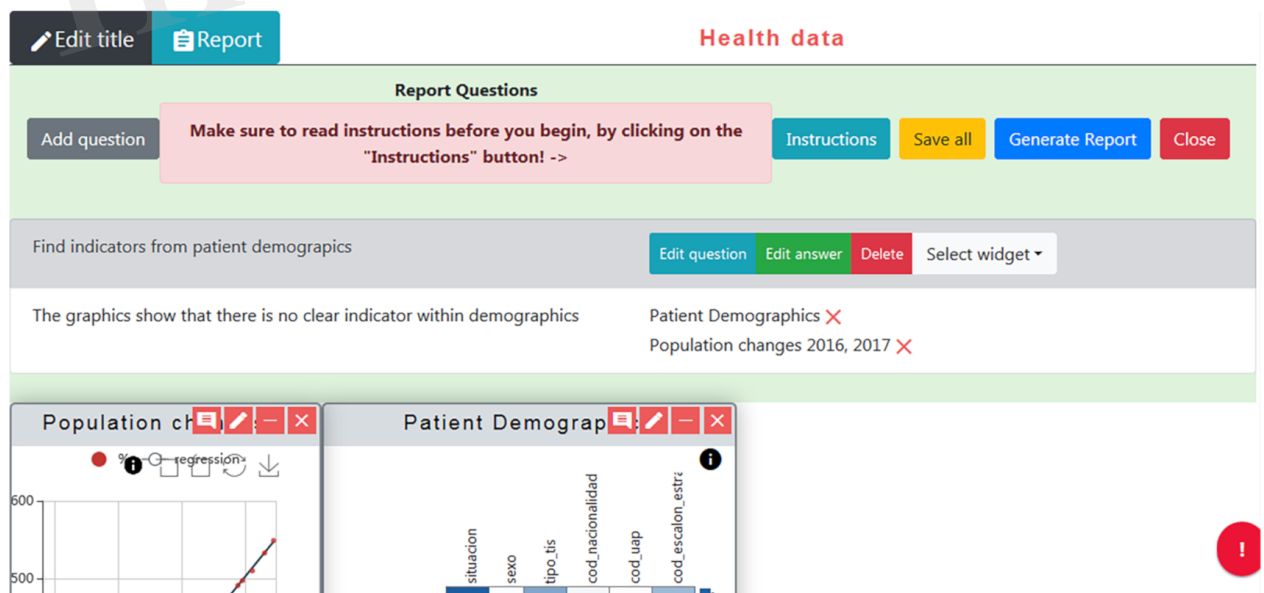 Edit title
Report
Health data
Report Questions
Add question
Make sure to read instructions before you begin, by clicking on the
"Instructions" button! ->
Instructions
Save all
Generate Report
Close
Find indicators from patient demograpics
Edit question
Edit answer
Delete
Select widget
The graphics show that there is no clear indicator within demographics
Patient Demographics
Population changes 2016, 2017
Population
Patient Demograp
regression
600
500
situacion
sexo
tipo_tis
cod_nacionalidad
cod_uap
cod_escalon_estra
!